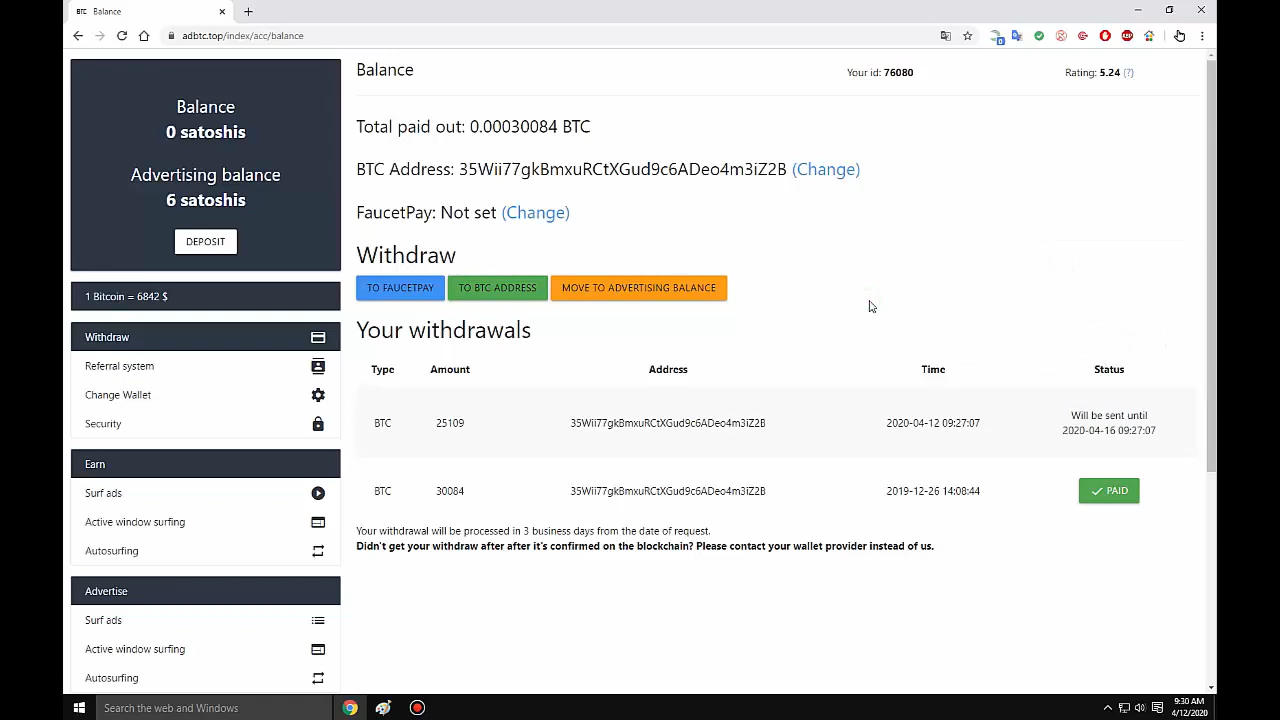 BTC Balance
adbtc.top/index/acc/balance
Balance
0 satoshis
Advertising balance
6 satoshis
DEPOSIT
1 Bitcoin = 6842 $
Withdraw
Referral system
Change Wallet
Security
Earn
Surf ads
Active window surfing
Autosurfing
Advertise
Surf ads
Active window surfing
Autosurfing
Balance
Your id: 76080
Rating: 5.24 (?)
Total paid out: 0.00030084 BTC
BTC Address: 35Wii77gkBmxuRCtXGud9c6ADeo4m3iZ2B (Change)
FaucetPay: Not set (Change)
Withdraw
TO FAUCETPAY TO BTC ADDRESS MOVE TO ADVERTISING BALANCE
Your withdrawals
Type Amount Address Time Status
BTC 25109 35Wii77gkBmxuRCtXGud9c6ADeo4m3iZ2B 2020-04-12 09:27:07 Will be sent until
2020-04-16 09:27:07
BTC 30084 35Wii77gkBmxuRCtXGud9c6ADeo4m3iZ2B 2019-12-26 14:08:44 PAID
Your withdrawal will be processed in 3 business days from the date of request.
Didn't get your withdraw after after it's confirmed on the blockchain? Please contact your wallet provider instead of us.
Search the web and Windows
9:30 AM
4/12/2020